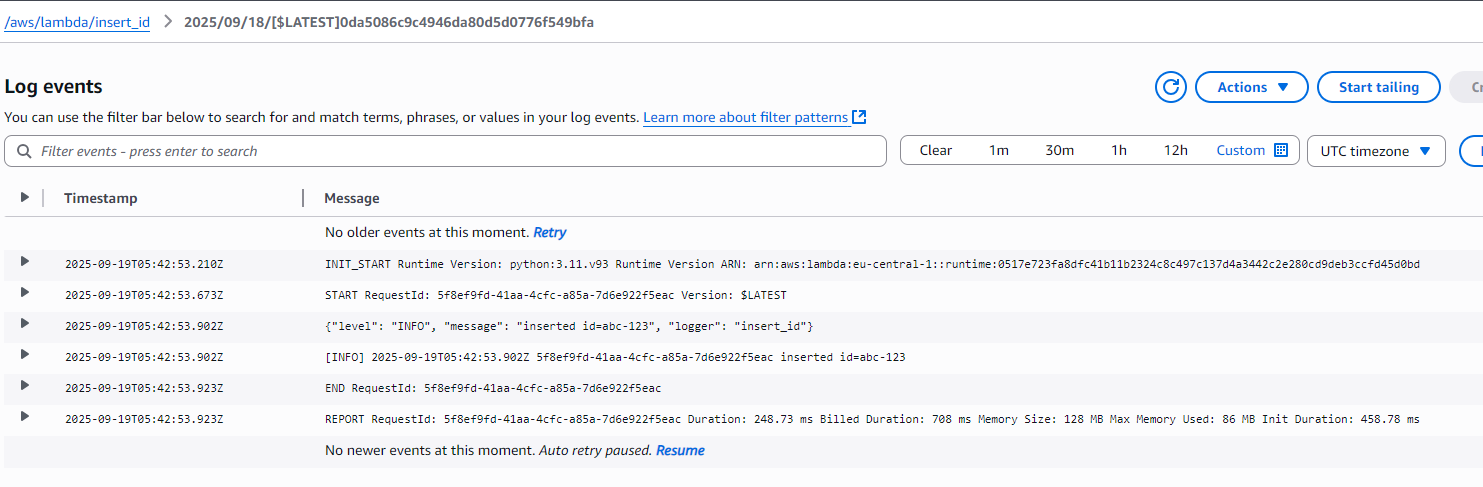 /aws/lambda/insert_id > 2025/09/18/[$LATEST]0da5086c9c4946da80d5d0776f549bfa
Log events
Actions
Start tailing
You can use the filter bar below to search for and match terms, phrases, or values in your log events. Learn more about filter patterns
Filter events - press enter to search
Clear 1m 30m 1h 12h Custom
UTC timezone
Timestamp Message
No older events at this moment. Retry
2025-09-19T05:42:53.210Z INIT_START Runtime Version: python:3.11.v93 Runtime Version ARN: arn:aws:lambda:eu-central-1::runtime:0517e723fa8dfc41b11b2324c8c497c137d4a3442c2e280cd9deb3ccfd45d0bd
2025-09-19T05:42:53.673Z START RequestId: 5f8ef9fd-41aa-4cfc-a85a-7d6e922f5eac Version: $LATEST
2025-09-19T05:42:53.902Z {"level": "INFO", "message": "inserted id=abc-123", "logger": "insert_id"}
2025-09-19T05:42:53.902Z [INFO] 2025-09-19T05:42:53.902Z 5f8ef9fd-41aa-4cfc-a85a-7d6e922f5eac inserted id=abc-123
2025-09-19T05:42:53.923Z END RequestId: 5f8ef9fd-41aa-4cfc-a85a-7d6e922f5eac
2025-09-19T05:42:53.923Z REPORT RequestId: 5f8ef9fd-41aa-4cfc-a85a-7d6e922f5eac Duration: 248.73 ms Billed Duration: 708 ms Memory Size: 128 MB Max Memory Used: 86 MB Init Duration: 458.78 ms
No newer events at this moment. Auto retry paused. Resume